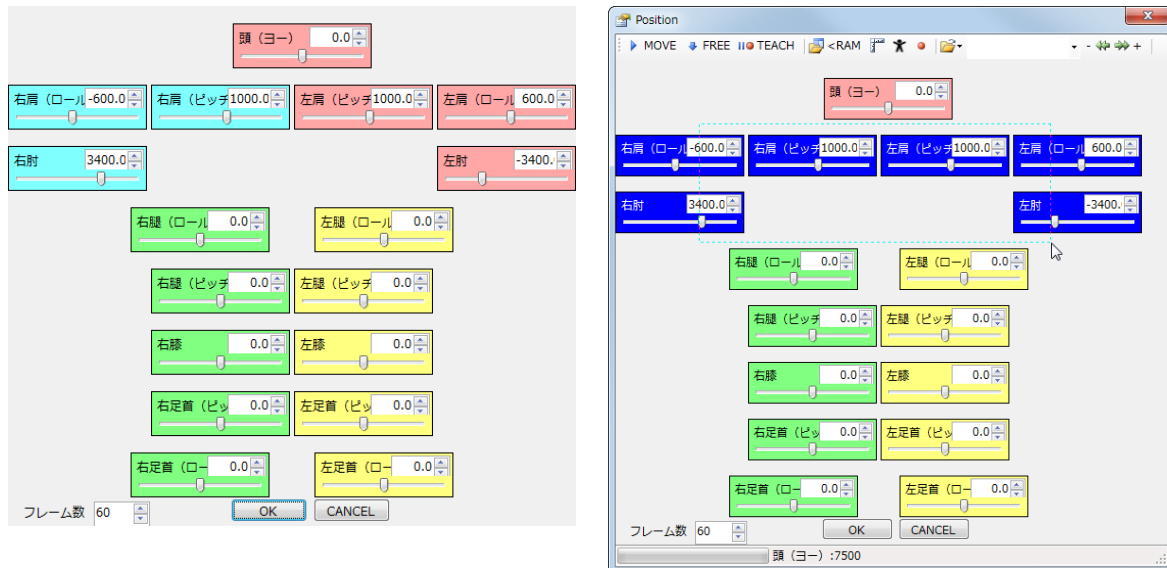 頭（ヨー） 0.0
右肩（ロール -600.0 右肩（ピッチ 1000.0 左肩（ピッチ 1000.0 左肩（ロール 600.0
右肘 3400.0 左肘 -3400.
右腿（ロール 0.0 左腿（ロール 0.0
右腿（ピッチ 0.0 左腿（ピッチ 0.0
右膝 0.0 左膝 0.0
右足首（ピッ 0.0 左足首（ピッ 0.0
右足首（ロー 0.0 左足首（ロー 0.0
フレーム数 60 OK CANCEL
Position
MOVE FREE TEACH <RAM - +
頭（ヨー） 0.0
右肩（ロール -600.0 右肩（ピッチ 1000.0 左肩（ピッチ 1000.0 左肩（ロール 600.0
右肘 3400.0 左肘 -3400.
右腿（ロール 0.0 左腿（ロール 0.0
右腿（ピッチ 0.0 左腿（ピッチ 0.0
右膝 0.0 左膝 0.0
右足首（ピッ 0.0 左足首（ピッ 0.0
右足首（ロー 0.0 左足首（ロー 0.0
フレーム数 60 OK CANCEL
頭（ヨー）:7500